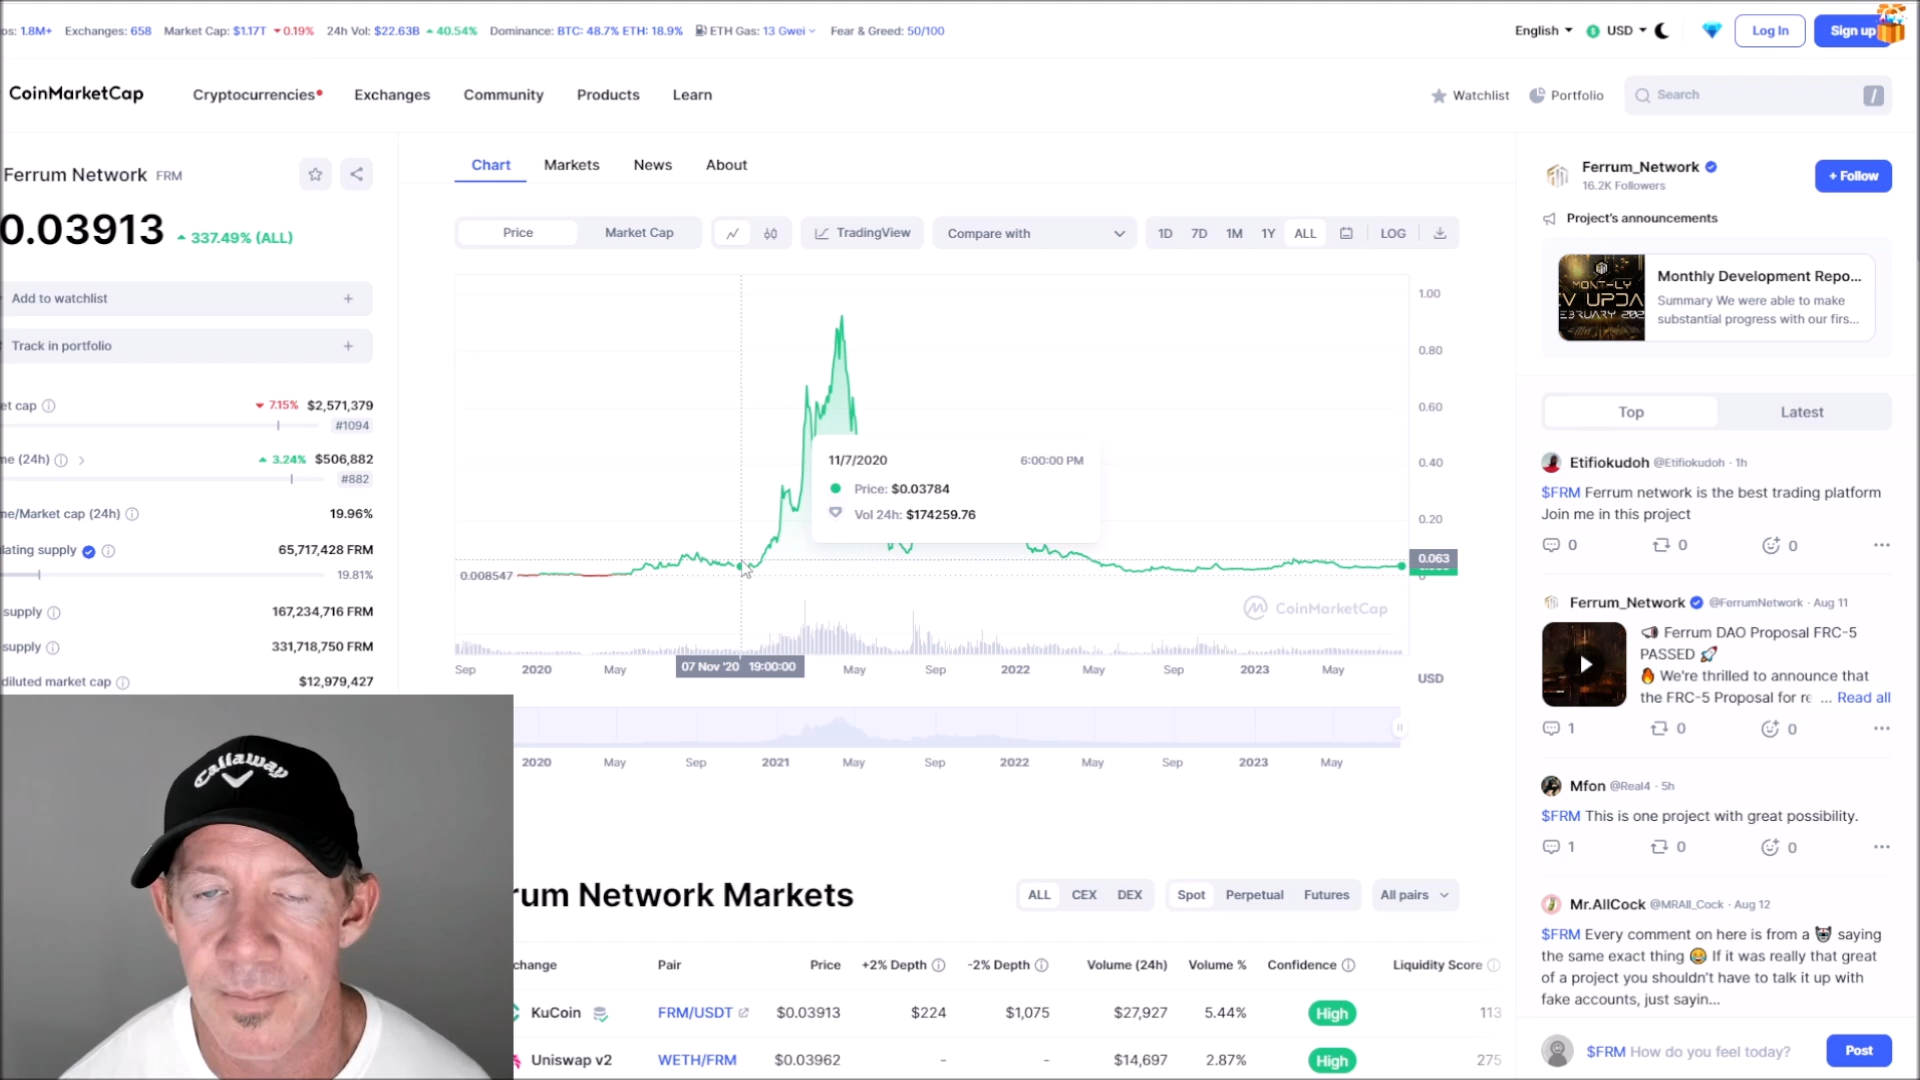 os: 1.8M+ Exchanges: 658 Market Cap: $1.17T 0.19% 24h Vol: $22.63B 40.54% Dominance: BTC: 48.7% ETH: 18.9% ETH Gas: 13 Gwei Fear & Greed: 50/100
English USD Log In Sign up
CoinMarketCap Cryptocurrencies Exchanges Community Products Learn
Watchlist Portfolio Search /
Ferrum Network FRM
0.03913 337.49% (ALL)
Add to watchlist +
Track in portfolio +
et cap 7.15% $2,571,379
#1094
me (24h) 3.24% $506,882
#882
me/Market cap (24h) 19.96%
lating supply 65,717,428 FRM
19.81%
supply 167,234,716 FRM
supply 331,718,750 FRM
diluted market cap $12,979,427
Callaway
Chart Markets News About
Price Market Cap TradingView Compare with 1D 7D 1M 1Y ALL LOG
1.00
0.80
0.60
0.40
0.20
0.063
0
11/7/2020 6:00:00 PM
Price: $0.03784
Vol 24h: $174259.76
0.008547
CoinMarketCap
Sep 2020 May 07 Nov '20 19:00:00 May Sep 2022 May Sep 2023 May
USD
2020 May Sep 2021 May Sep 2022 May Sep 2023 May
rum Network Markets
ALL CEX DEX Spot Perpetual Futures All pairs
change Pair Price +2% Depth -2% Depth Volume (24h) Volume % Confidence Liquidity Score
KuCoin FRM/USDT $0.03913 $224 $1,075 $27,927 5.44% High 113
Uniswap v2 WETH/FRM $0.03962 - - $14,697 2.87% High 275
Ferrum_Network
16.2K Followers
+ Follow
Project's announcements
MONTHLY
EV UPDA
EBRUARY 202
Monthly Development Repo...
Summary We were able to make
substantial progress with our firs...
Top Latest
Etifiokudoh @Etifiokudoh · 1h
$FRM Ferrum network is the best trading platform
Join me in this project
0 0 0 ...
Ferrum_Network @FerrumNetwork · Aug 11
Ferrum DAO Proposal FRC-5
PASSED
We're thrilled to announce that
the FRC-5 Proposal for re ... Read all
1 0 0 ...
Mfon @Real4 · 5h
$FRM This is one project with great possibility.
1 0 0 ...
Mr.AllCock @MRAll_Cock · Aug 12
$FRM Every comment on here is from a saying
the same exact thing If it was really that great
of a project you shouldn't have to talk it up with
fake accounts, just sayin...
$FRM How do you feel today? Post